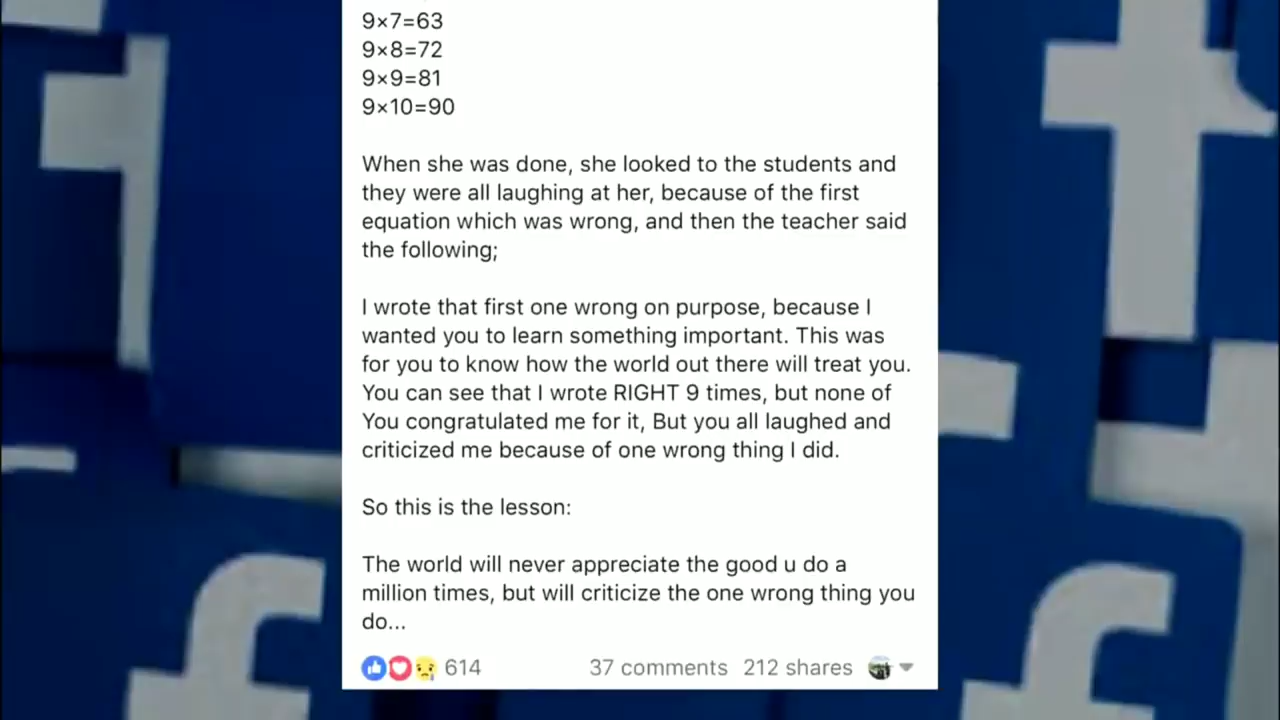 9×7=63
9×8=72
9×9=81
9×10=90
When she was done, she looked to the students and
they were all laughing at her, because of the first
equation which was wrong, and then the teacher said
the following;
I wrote that first one wrong on purpose, because I
wanted you to learn something important. This was
for you to know how the world out there will treat you.
You can see that I wrote RIGHT 9 times, but none of
You congratulated me for it, But you all laughed and
criticized me because of one wrong thing I did.
So this is the lesson:
The world will never appreciate the good u do a
million times, but will criticize the one wrong thing you
do...
614 37 comments 212 shares